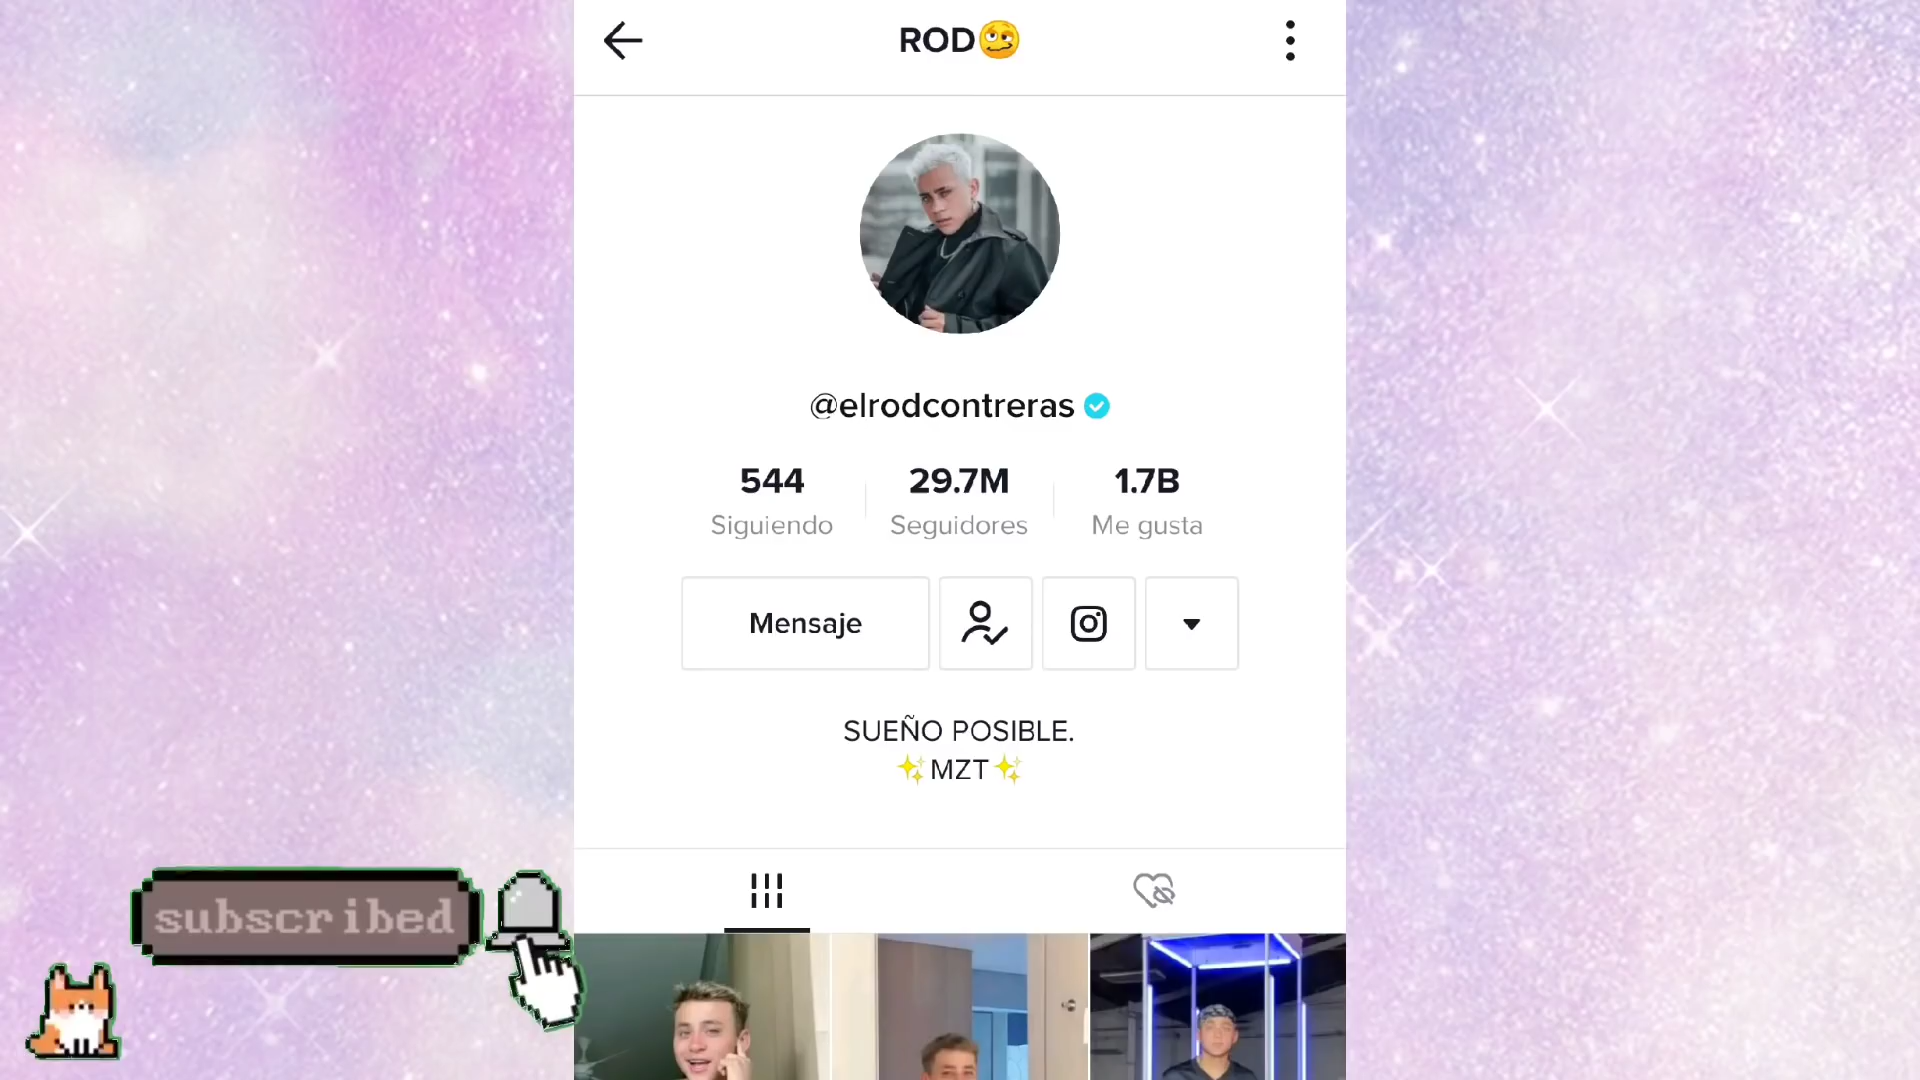 ROD🥴
@elrodcontreras
544 29.7M 1.7B
Siguiendo Seguidores Me gusta
Mensaje
SUEÑO POSIBLE.
✨MZT✨
subscribed